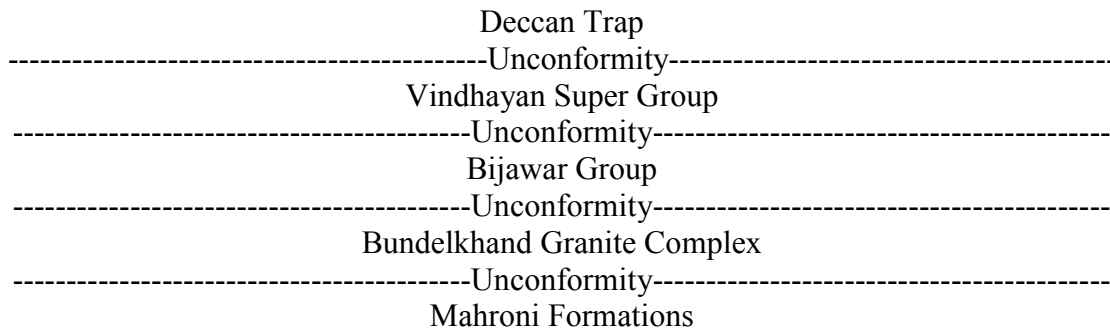 Deccan Trap
---------------------------------------------Unconformity------------------------------------------
Vindhayan Super Group
-------------------------------------------Unconformity-------------------------------------------
Bijawar Group
-------------------------------------------Unconformity-------------------------------------------
Bundelkhand Granite Complex
-------------------------------------------Unconformity-------------------------------------------
Mahroni Formations